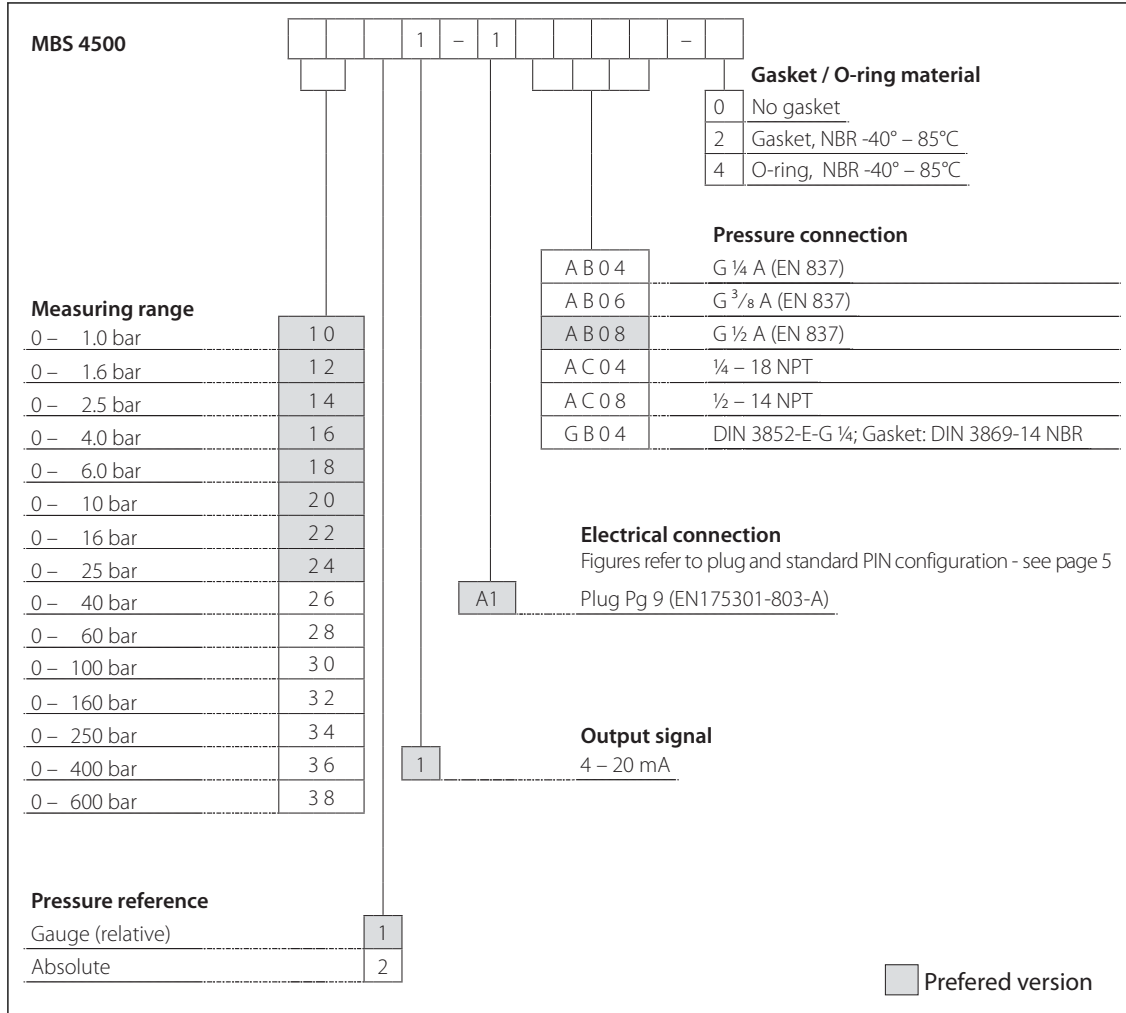 MBS 4500
1 – 1 –
Gasket / O-ring material
0 No gasket
2 Gasket, NBR -40° – 85°C
4 O-ring, NBR -40° – 85°C
Pressure connection
A B 0 4 G ¼ A (EN 837)
A B 0 6 G ³⁄₈ A (EN 837)
A B 0 8 G ½ A (EN 837)
A C 0 4 ¼ – 18 NPT
A C 0 8 ½ – 14 NPT
G B 0 4 DIN 3852-E-G ¼; Gasket: DIN 3869-14 NBR
Measuring range
0 – 1.0 bar 1 0
0 – 1.6 bar 1 2
0 – 2.5 bar 1 4
0 – 4.0 bar 1 6
0 – 6.0 bar 1 8
0 – 10 bar 2 0
0 – 16 bar 2 2
0 – 25 bar 2 4
0 – 40 bar 2 6
0 – 60 bar 2 8
0 – 100 bar 3 0
0 – 160 bar 3 2
0 – 250 bar 3 4
0 – 400 bar 3 6
0 – 600 bar 3 8
Electrical connection
Figures refer to plug and standard PIN configuration - see page 5
A1 Plug Pg 9 (EN175301-803-A)
Output signal
1 4 – 20 mA
Pressure reference
Gauge (relative) 1
Absolute 2
Prefered version